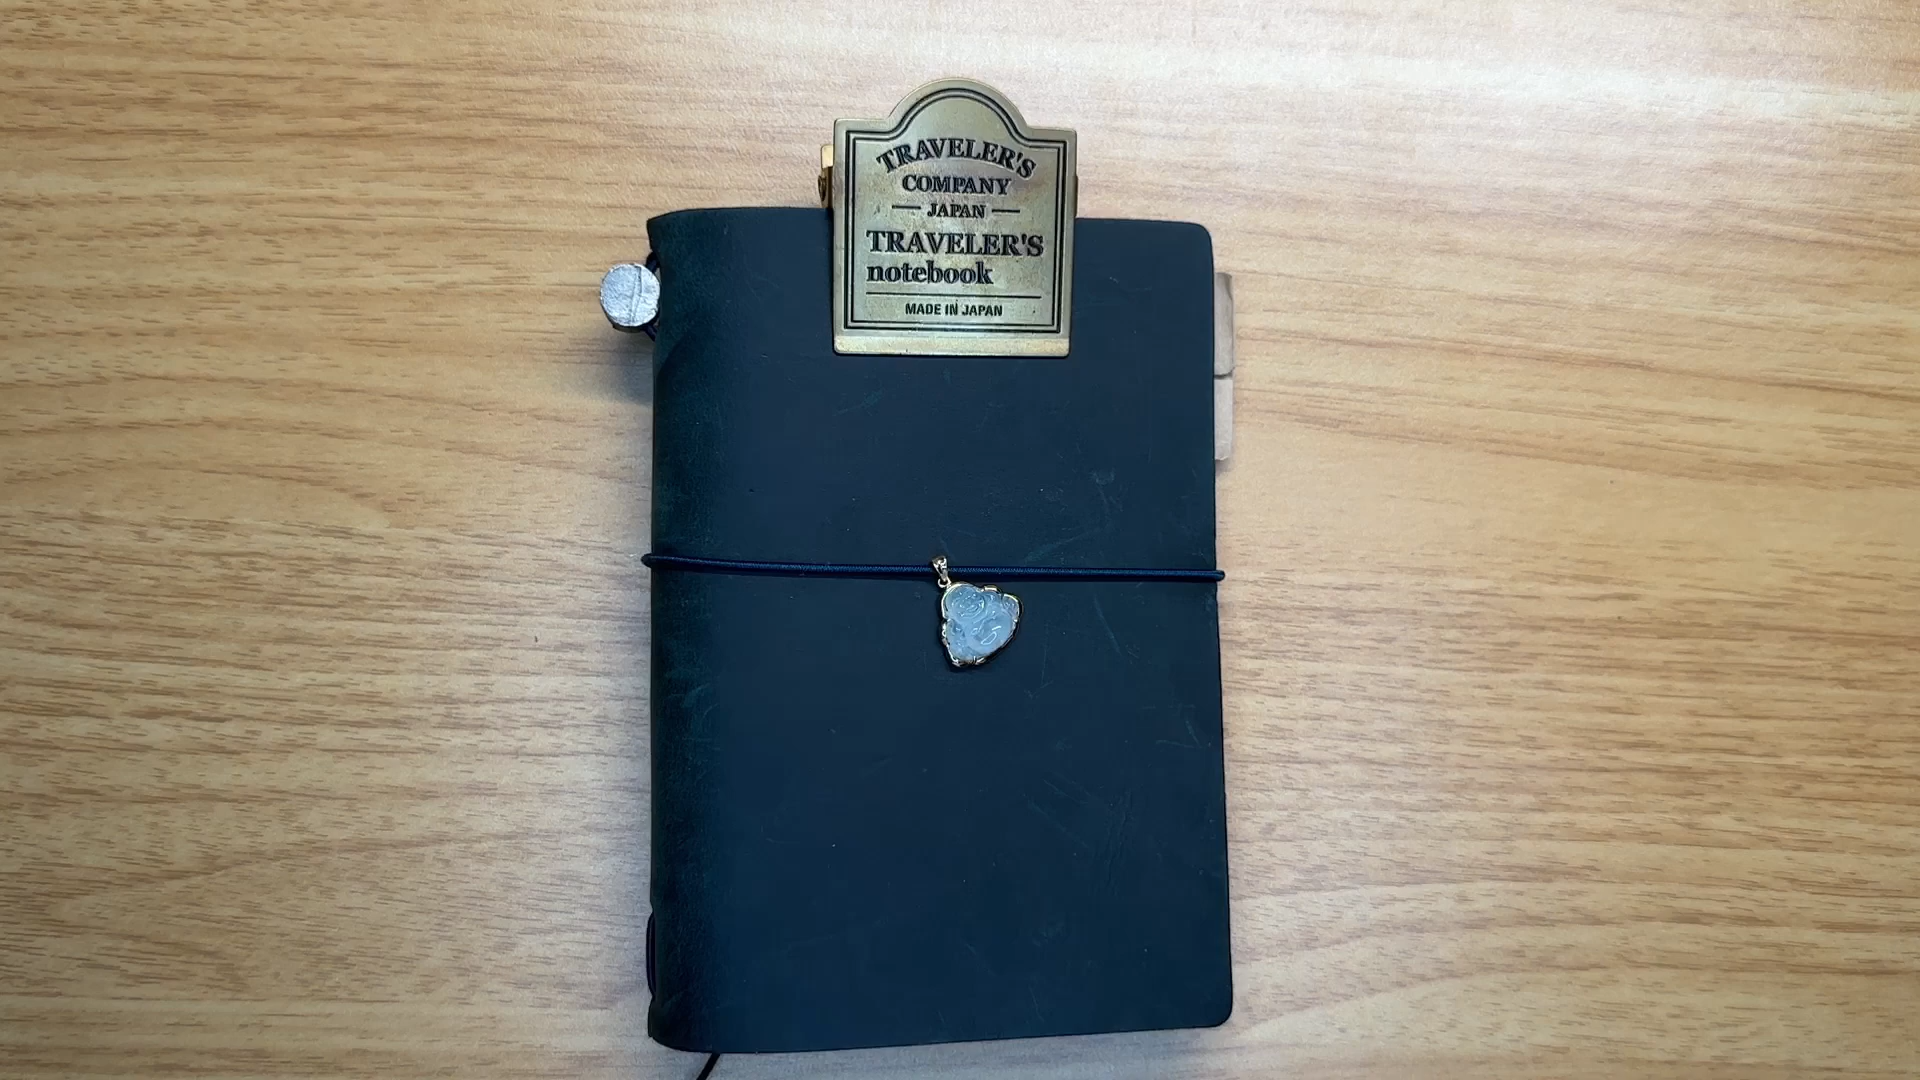 TRAVELER'S
COMPANY
JAPAN
TRAVELER'S
notebook
MADE IN JAPAN